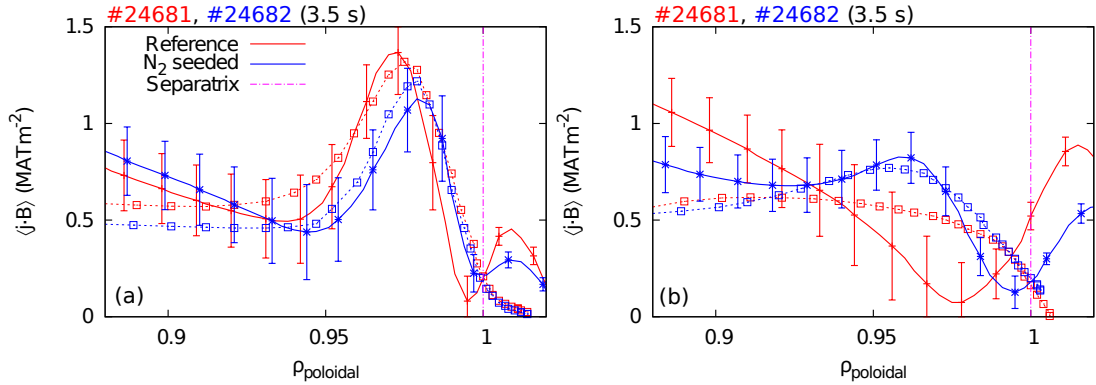 #24681, #24682 (3.5 s)
Reference
N₂ seeded
Separatrix
⟨j·B⟩ (MATm⁻²)
1.5
1
0.5
0
(a)
0.9
0.95
1
ρpoloidal
#24681, #24682 (3.5 s)
⟨j·B⟩ (MATm⁻²)
1.5
1
0.5
0
(b)
0.9
0.95
1
ρpoloidal